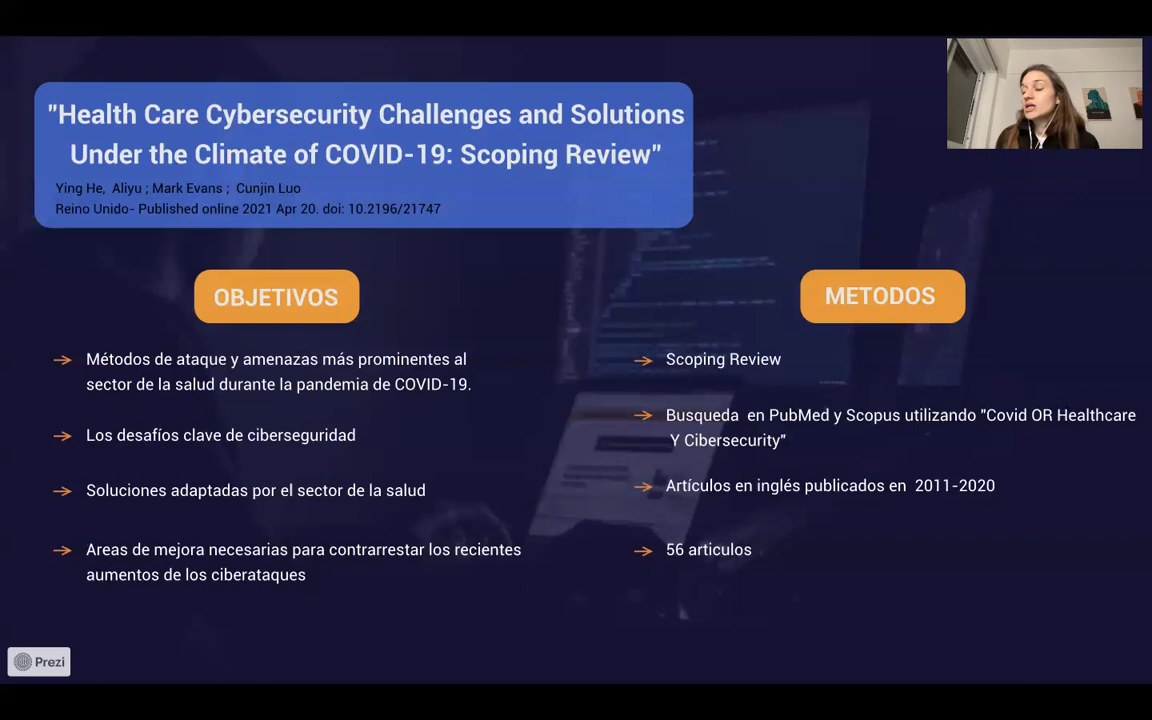 "Health Care Cybersecurity Challenges and Solutions
Under the Climate of COVID-19: Scoping Review"
Ying He,  Aliyu ; Mark Evans ;  Cunjin Luo
Reino Unido- Published online 2021 Apr 20. doi: 10.2196/21747
OBJETIVOS
Métodos de ataque y amenazas más prominentes al
sector de la salud durante la pandemia de COVID-19.
Los desafíos clave de ciberseguridad
Soluciones adaptadas por el sector de la salud
Areas de mejora necesarias para contrarrestar los recientes
aumentos de los ciberataques
METODOS
Scoping Review
Busqueda  en PubMed y Scopus utilizando "Covid OR Healthcare
Y Cibersecurity"
Artículos en inglés publicados en  2011-2020
56 articulos
Prezi